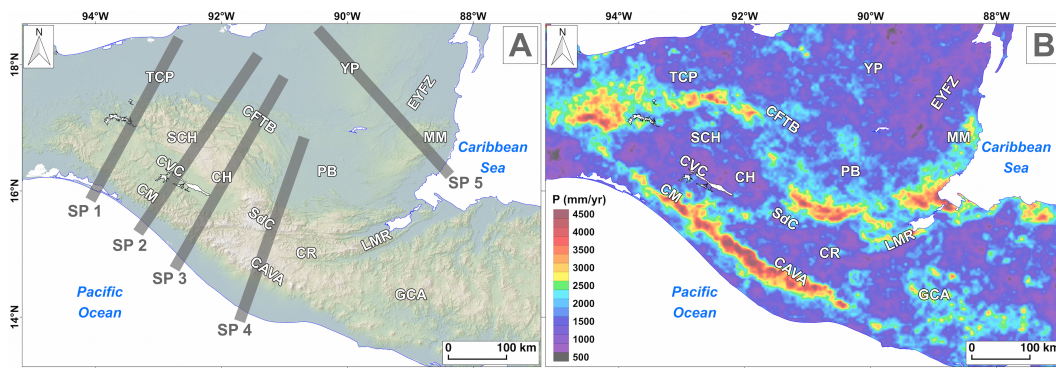 94°W 92°W 90°W 88°W 94°W 92°W 90°W 88°W
18°N
16°N
14°N
N
A
TCP
YP
EYFZ
CFTB
SCH
MM
CVC
CH
PB
CM
Caribbean
Sea
SP 5
SP 1
SdC
SP 2
LMR
CR
SP 3
CAVA
Pacific
Ocean
GCA
SP 4
0 100 km
N
B
TCP
YP
EYFZ
CFTB
SCH
MM
Caribbean
Sea
CVC
CH
PB
CM
P (mm/yr)
4500
4000
3500
3000
2500
2000
1500
1000
500
SdC
LMR
CR
CAVA
GCA
Pacific
Ocean
0 100 km